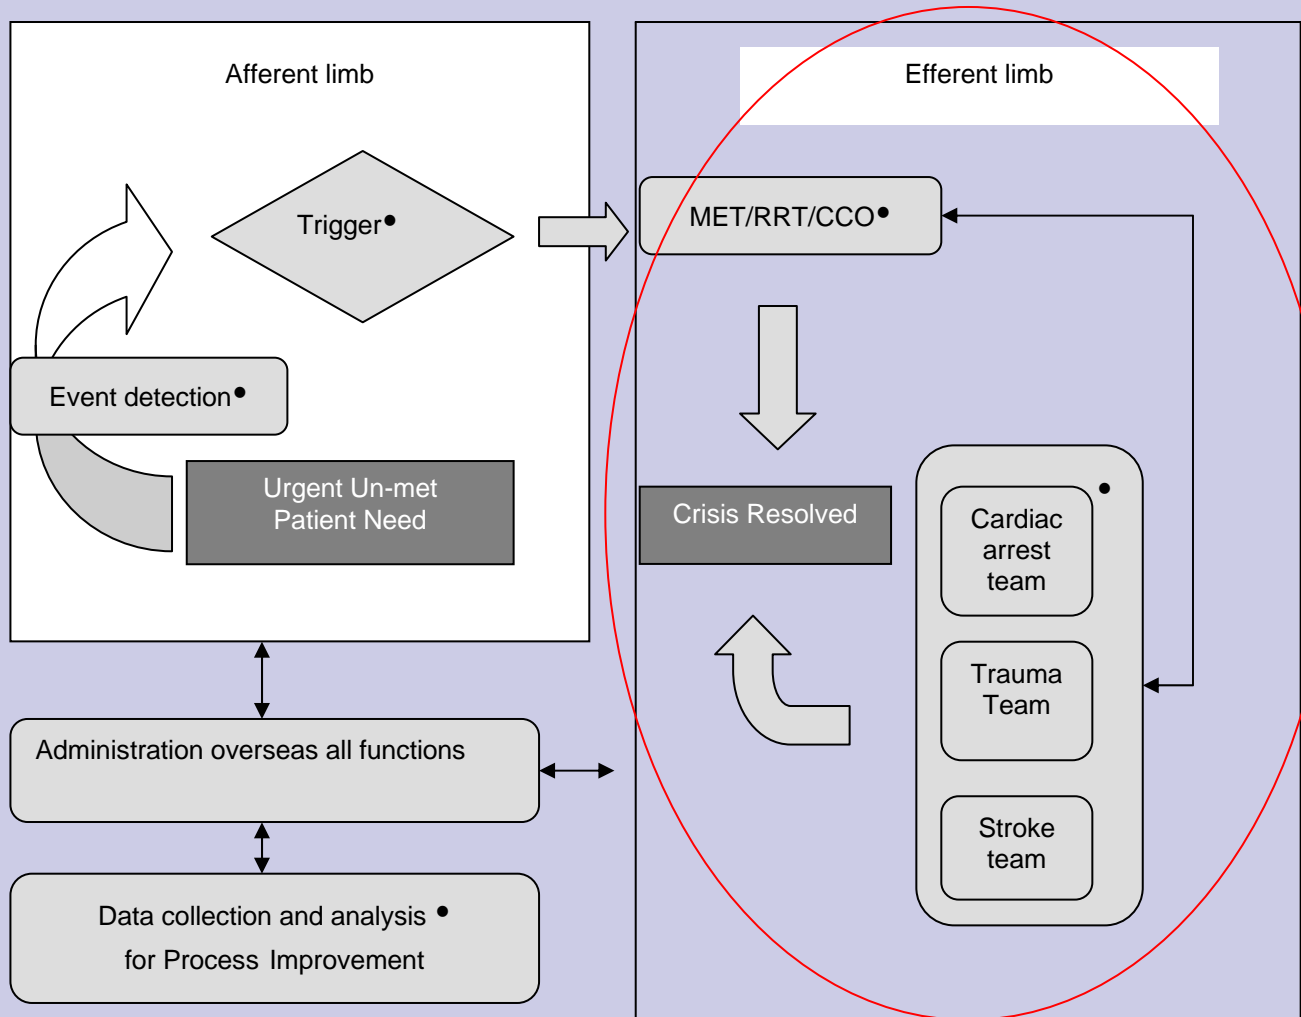 Afferent limb
Trigger•
Event detection•
Urgent Un-met
Patient Need
Efferent limb
MET/RRT/CCO•
Crisis Resolved
•
Cardiac
arrest
team
Trauma
Team
Stroke
team
Administration overseas all functions
Data collection and analysis •
for Process Improvement